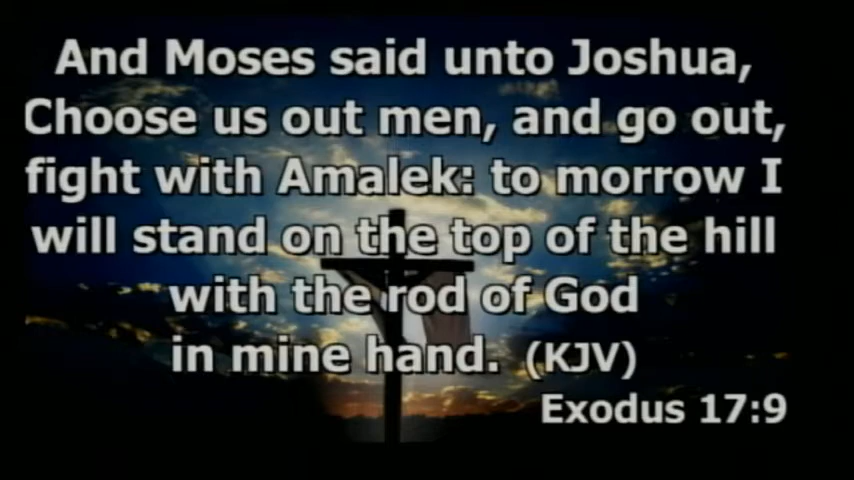 And Moses said unto Joshua,
Choose us out men, and go out,
fight with Amalek: to morrow I
will stand on the top of the hill
with the rod of God
in mine hand. (KJV)
Exodus 17:9